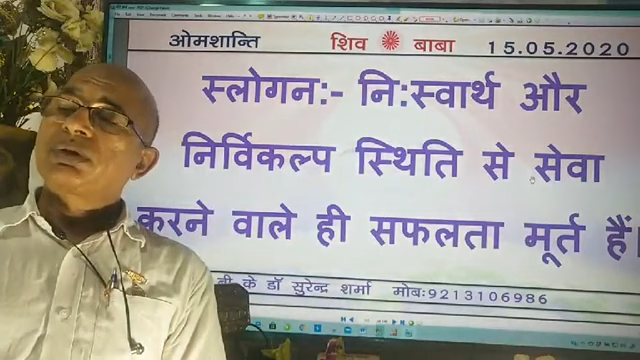 ओमशान्ति शिव बाबा 15.05.2020
स्लोगन:- नि:स्वार्थ और
निर्विकल्प स्थिति से सेवा
करने वाले ही सफलता मूर्त हैं।
बी के डॉ सुरेन्द्र शर्मा मोबः9213106986